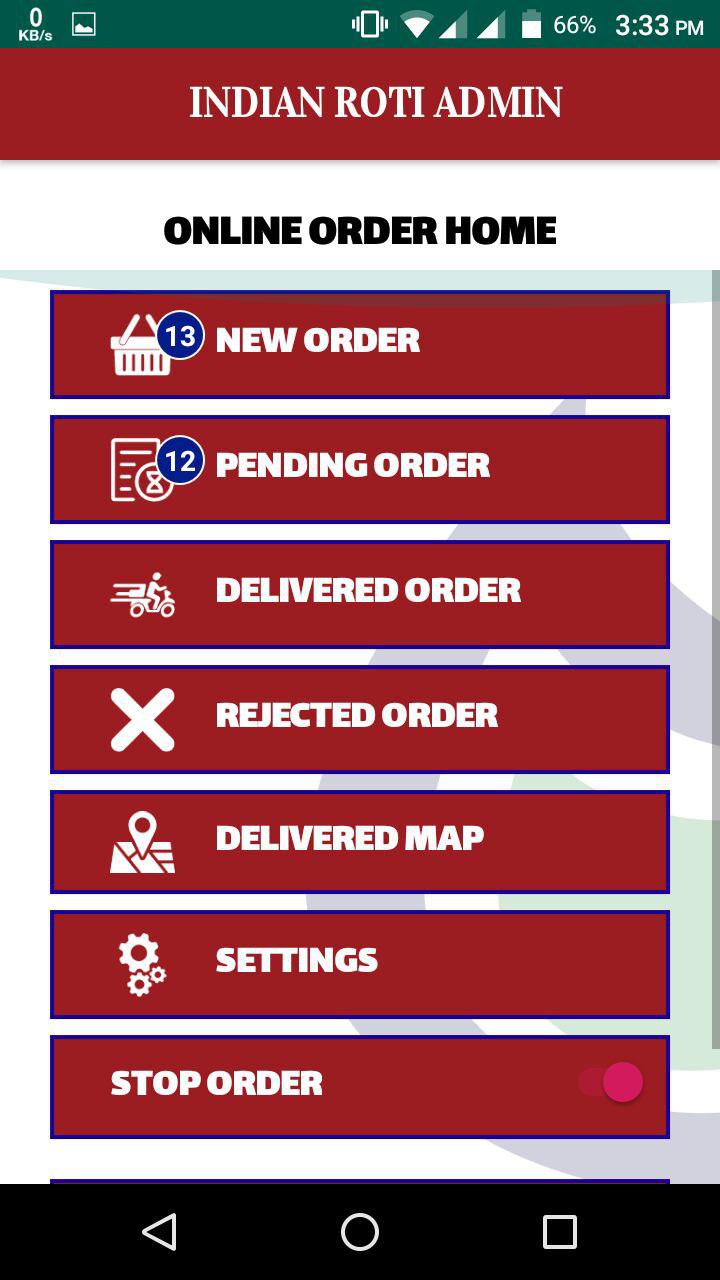 0
KB/s
66%
3:33 PM
INDIAN ROTI ADMIN
ONLINE ORDER HOME
13
NEW ORDER
12
PENDING ORDER
DELIVERED ORDER
REJECTED ORDER
DELIVERED MAP
SETTINGS
STOP ORDER